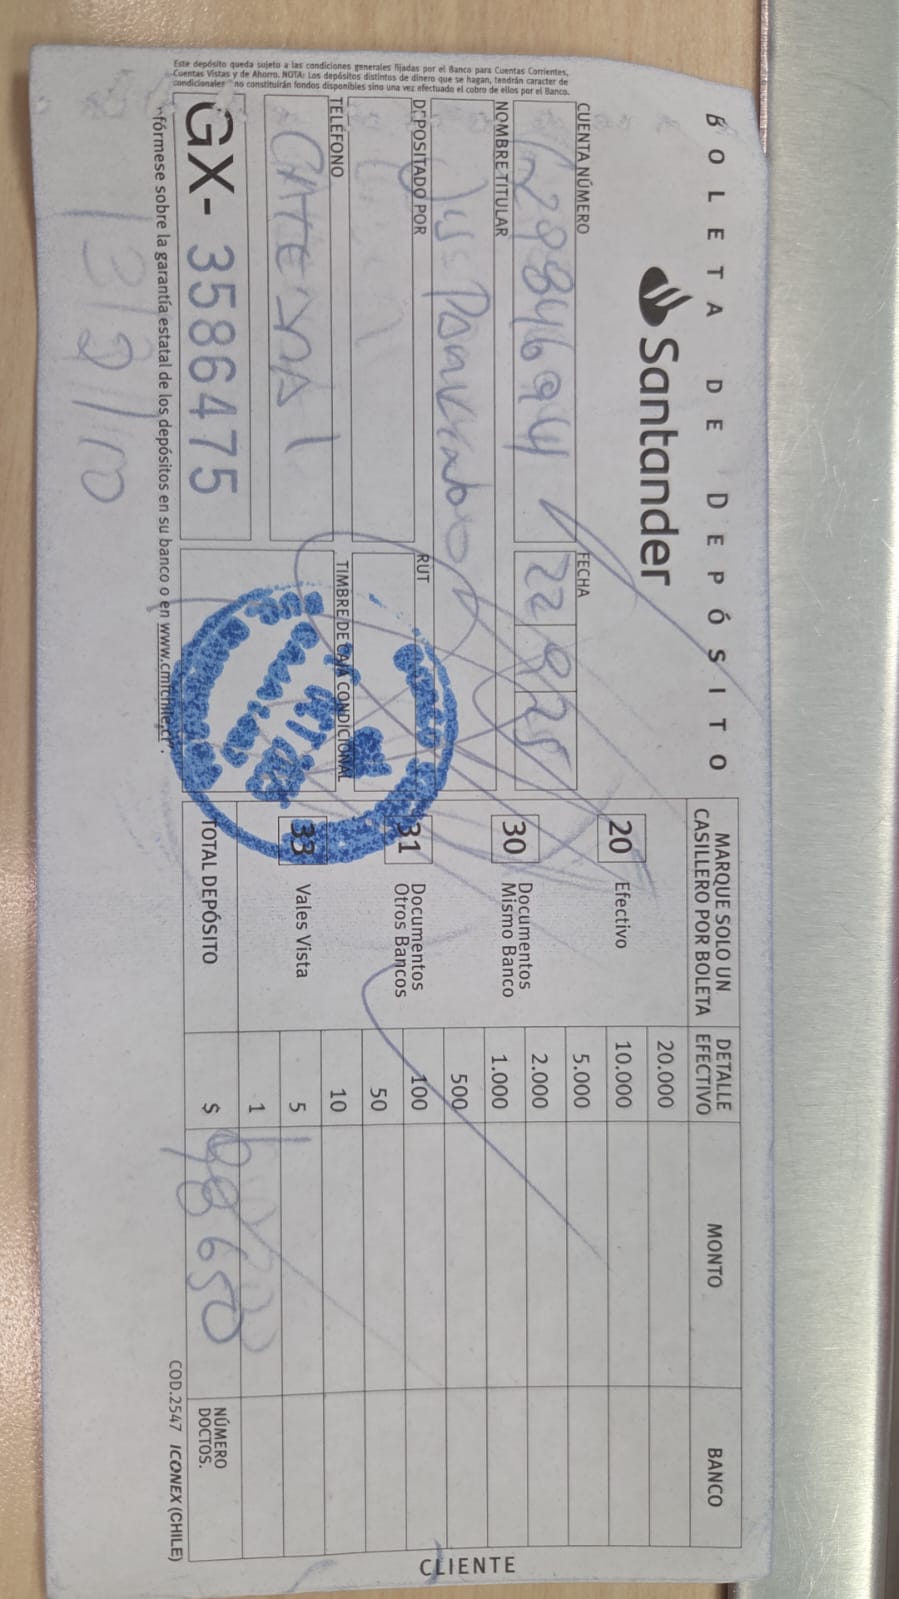 BOLETA DE DEPÓSITO
Santander
CUENTA NÚMERO
FECHA
22 8 25
NOMBRE TITULAR
DEPOSITADO POR
RUT
TELÉFONO
TIMBRE DE CAJA CONDICIONAL
GX- 3586475
Este depósito queda sujeto a las condiciones generales fijadas por el Banco para Cuentas Corrientes,
Cuentas Vistas y de Ahorro. NOTA: Los depósitos distintos de dinero que se hagan, tendrán caracter de
condicionales no constituirán fondos disponibles sino una vez efectuado el cobro de ellos por el Banco.
fórmese sobre la garantía estatal de los depósitos en su banco o en www.cmfchile.cl".
MARQUE SOLO UN
CASILLERO POR BOLETA
20 Efectivo
30 Documentos
Mismo Banco
31 Documentos
Otros Bancos
33 Vales Vista
TOTAL DEPÓSITO
DETALLE
EFECTIVO
MONTO
BANCO
20.000
10.000
5.000
2.000
1.000
500
100
50
10
5
1
$ 98650
NÚMERO
DOCTOS.
COD.2547 ICONEX (CHILE)
CLIENTE